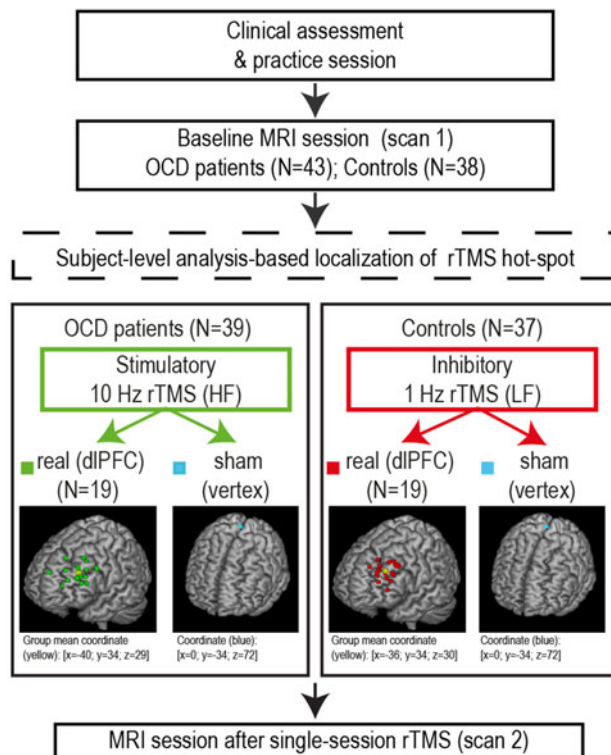 Clinical assessment
& practice session
Baseline MRI session (scan 1)
OCD patients (N=43); Controls (N=38)
Subject-level analysis-based localization of rTMS hot-spot
OCD patients (N=39)
Stimulatory
10 Hz rTMS (HF)
real (dlPFC)
(N=19)
sham
(vertex)
Group mean coordinate
(yellow): [x=-40; y=34; z=29]
Coordinate (blue):
[x=0; y=-34; z=72]
Controls (N=37)
Inhibitory
1 Hz rTMS (LF)
real (dlPFC)
(N=19)
sham
(vertex)
Group mean coordinate
(yellow): [x=-36; y=34; z=30]
Coordinate (blue):
[x=0; y=-34; z=72]
MRI session after single-session rTMS (scan 2)